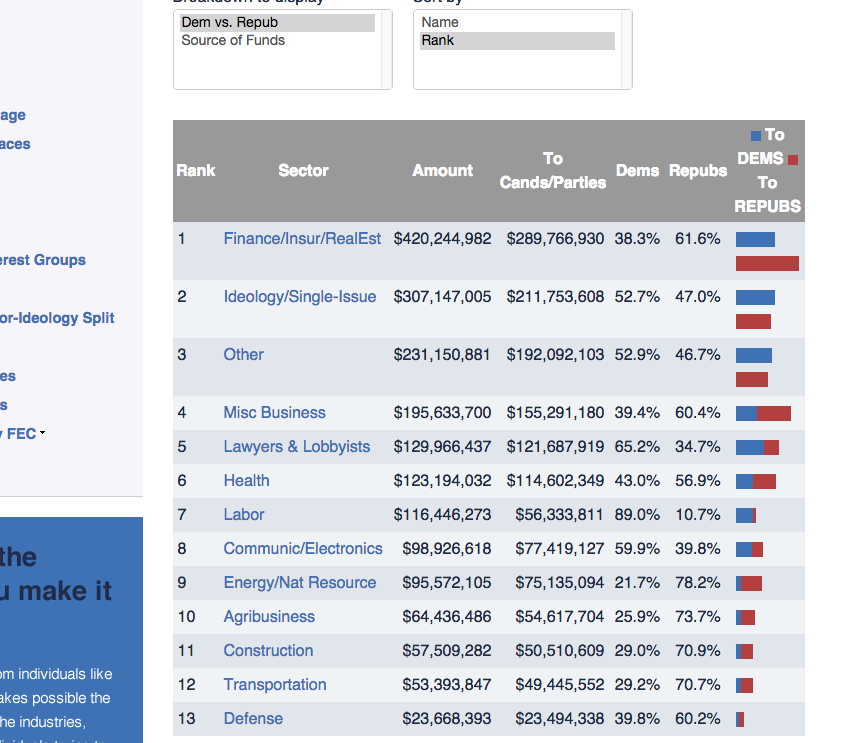 Dem vs. Repub
Source of Funds
Name
Rank
age
aces
erest Groups
or-Ideology Split
es
s
y FEC
the
u make it
om individuals like
akes possible the
he industries,
Rank Sector Amount To Cands/Parties Dems Repubs To DEMS To REPUBS
1 Finance/Insur/RealEst $420,244,982 $289,766,930 38.3% 61.6%
2 Ideology/Single-Issue $307,147,005 $211,753,608 52.7% 47.0%
3 Other $231,150,881 $192,092,103 52.9% 46.7%
4 Misc Business $195,633,700 $155,291,180 39.4% 60.4%
5 Lawyers & Lobbyists $129,966,437 $121,687,919 65.2% 34.7%
6 Health $123,194,032 $114,602,349 43.0% 56.9%
7 Labor $116,446,273 $56,333,811 89.0% 10.7%
8 Communic/Electronics $98,926,618 $77,419,127 59.9% 39.8%
9 Energy/Nat Resource $95,572,105 $75,135,094 21.7% 78.2%
10 Agribusiness $64,436,486 $54,617,704 25.9% 73.7%
11 Construction $57,509,282 $50,510,609 29.0% 70.9%
12 Transportation $53,393,847 $49,445,552 29.2% 70.7%
13 Defense $23,668,393 $23,494,338 39.8% 60.2%